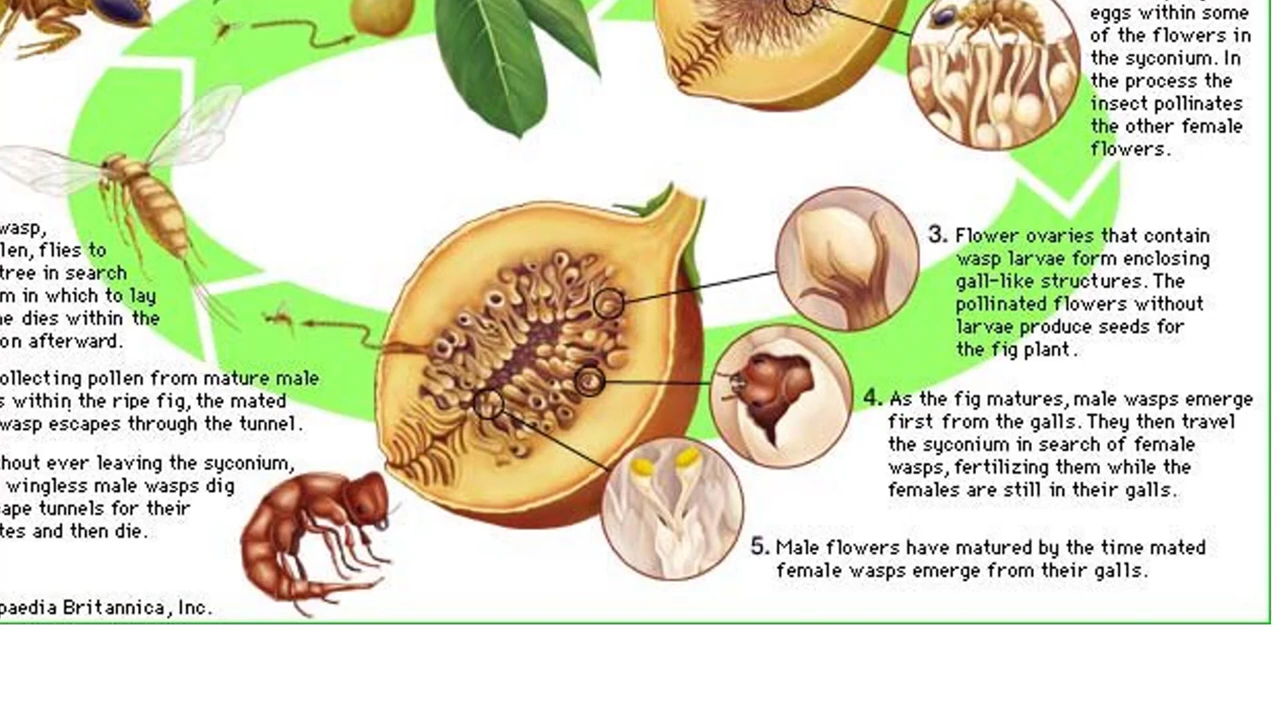 eggs within some
of the flowers in
the syconium. In
the process the
insect pollinates
the other female
flowers.
3. Flower ovaries that contain
wasp larvae form enclosing
gall-like structures. The
pollinated flowers without
larvae produce seeds for
the fig plant.
4. As the fig matures, male wasps emerge
first from the galls. They then travel
the syconium in search of female
wasps, fertilizing them while the
females are still in their galls.
5. Male flowers have matured by the time mated
female wasps emerge from their galls.
hout ever leaving the syconium,
wingless male wasps dig
ape tunnels for their
tes and then die.
ollecting pollen from mature male
s within the ripe fig, the mated
wasp escapes through the tunnel.
wasp,
len, flies to
tree in search
m in which to lay
he dies within the
on afterward.
paedia Britannica, Inc.